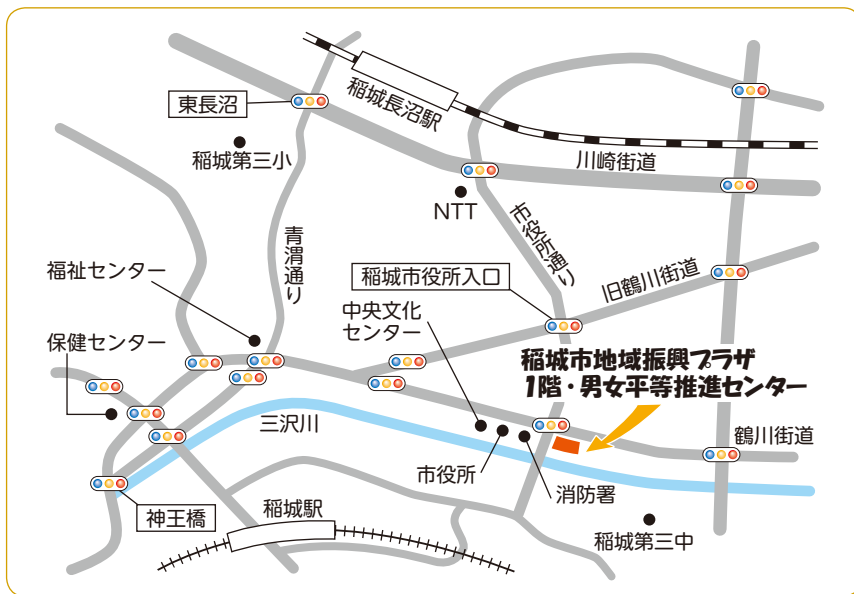 東長沼
稲城長沼駅
稲城第三小
川崎街道
NTT
青渭通り
市役所通り
福祉センター
稲城市役所入口
旧鶴川街道
中央文化
センター
保健センター
稲城市地域振興プラザ
1階・男女平等推進センター
三沢川
鶴川街道
市役所
消防署
神王橋
稲城駅
稲城第三中